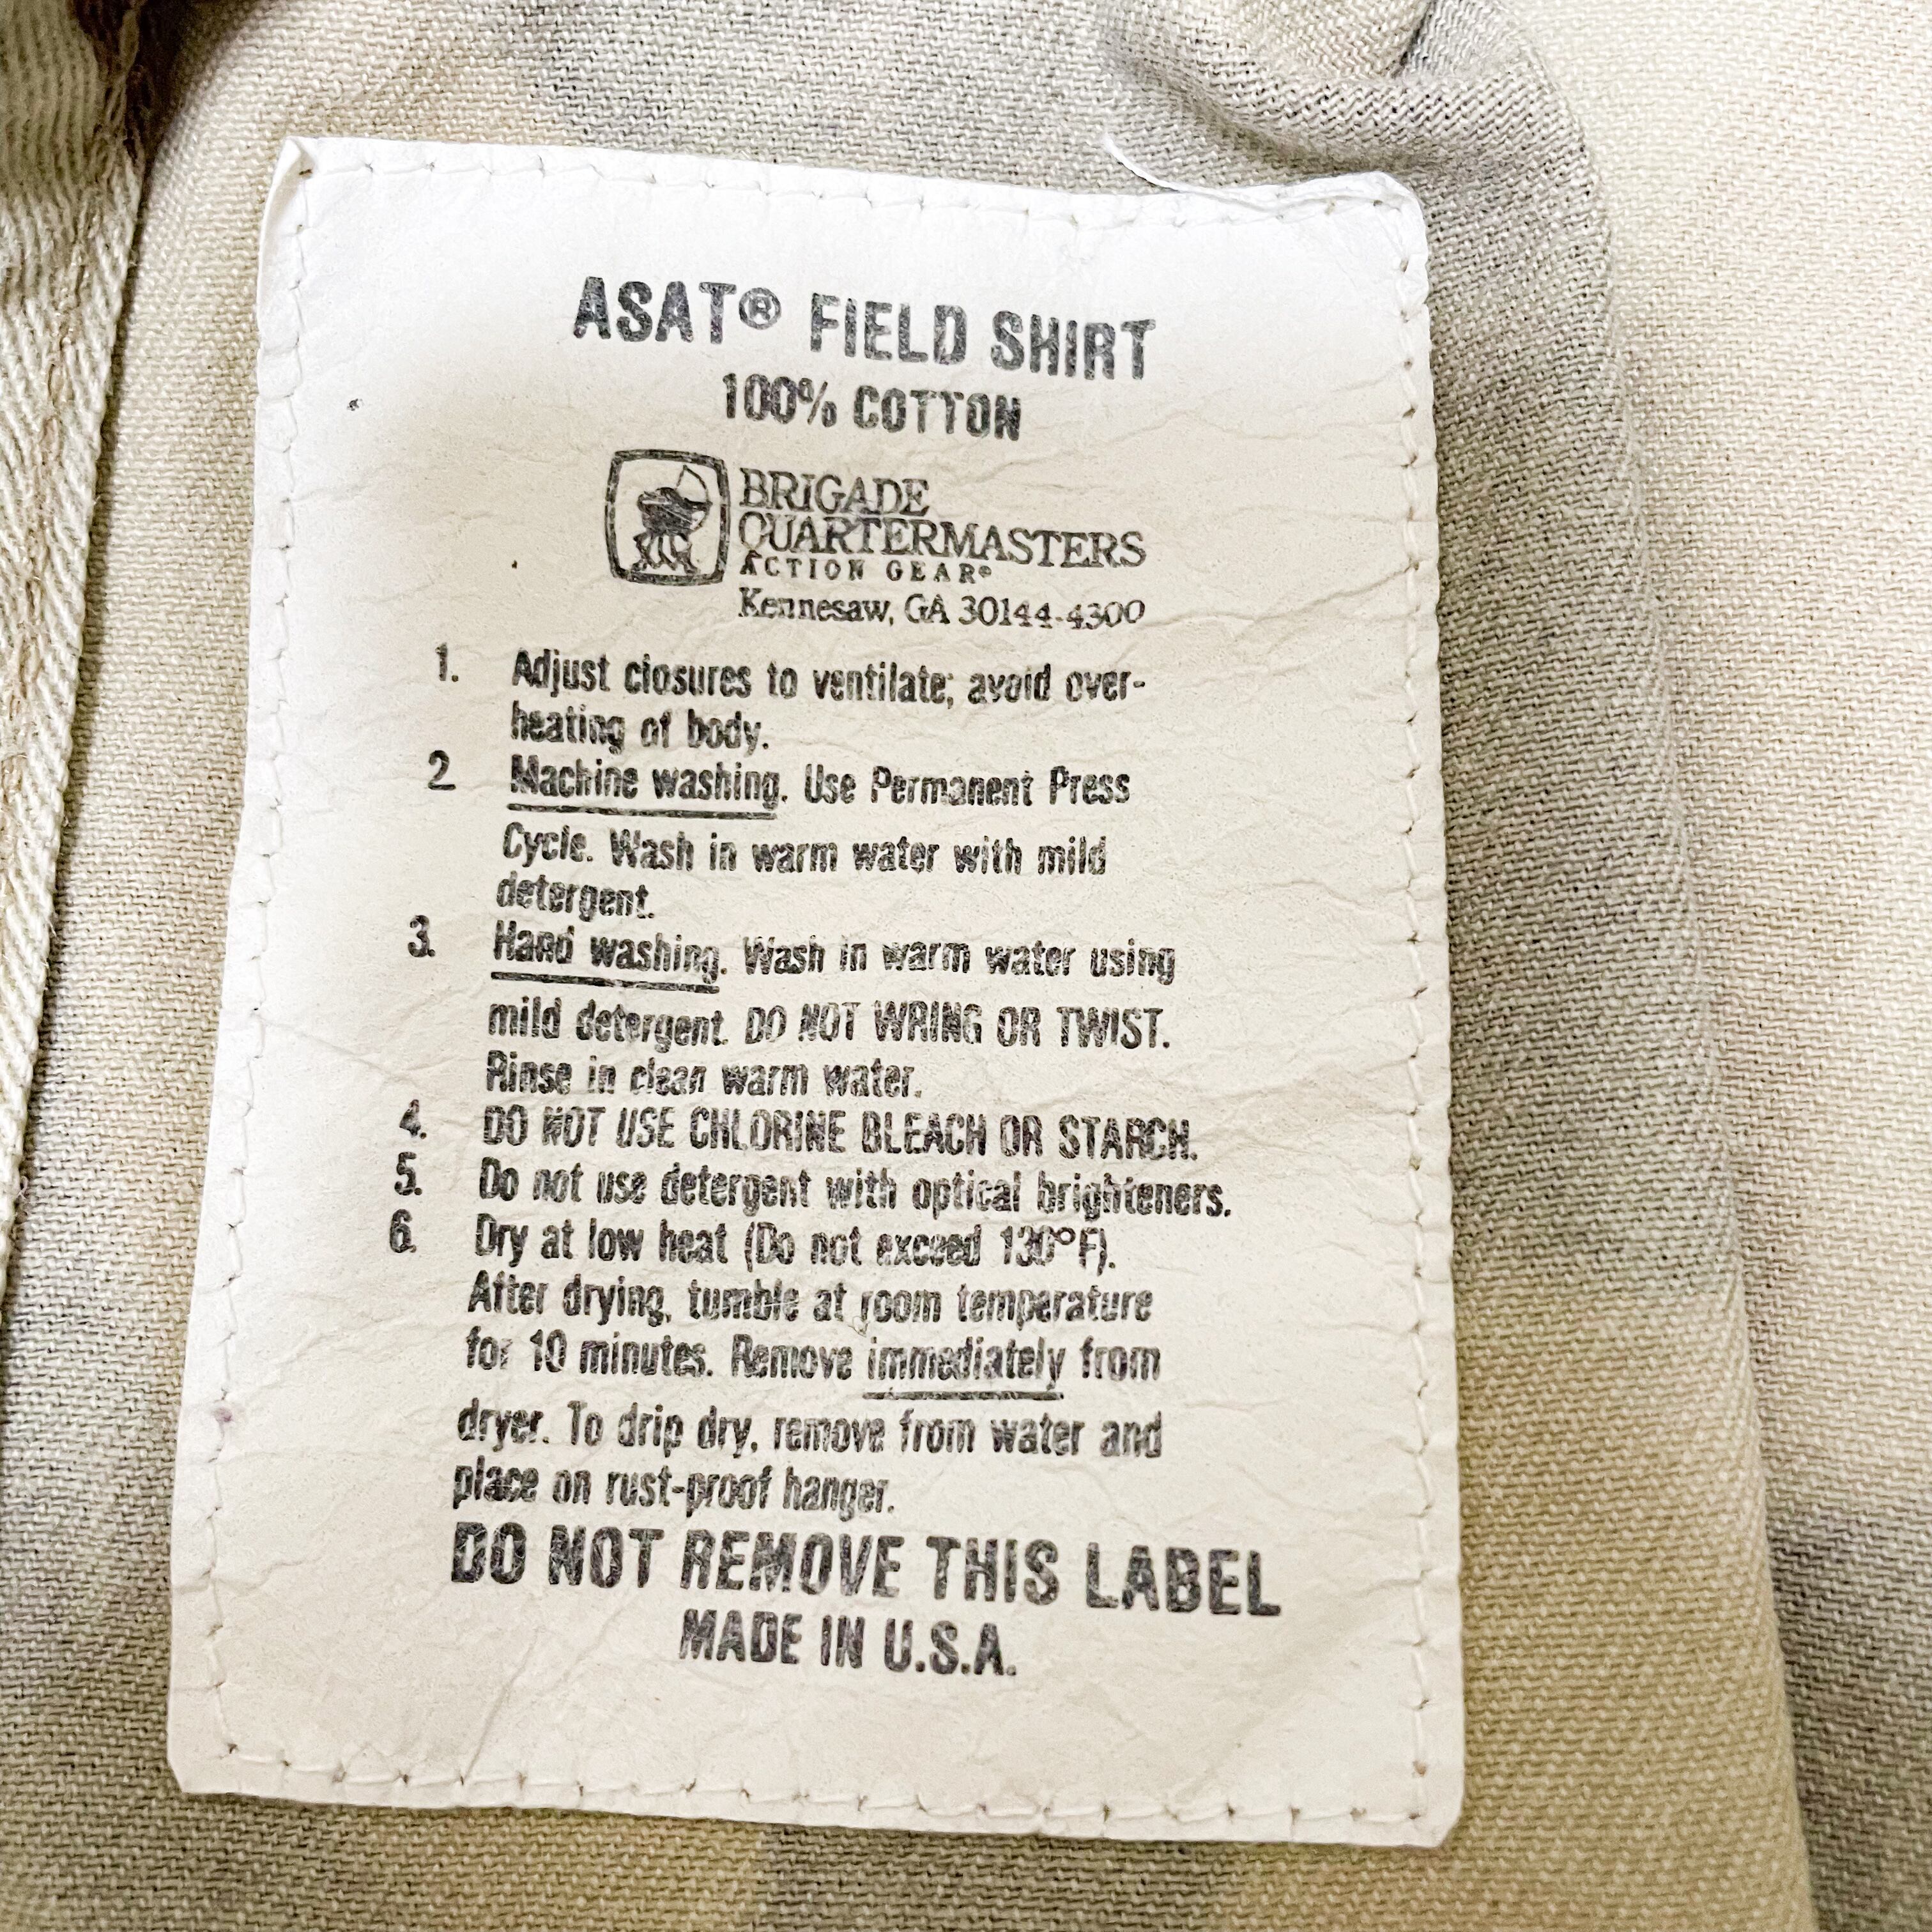 ASAT® FIELD SHIRT
100% COTTON
BRIGADE
QUARTERMASTERS
ACTION GEAR®
Kennesaw, GA 30144-4300
1. Adjust closures to ventilate; avoid over-
heating of body.
2. Machine washing. Use Permanent Press
Cycle. Wash in warm water with mild
detergent.
3. Hand washing. Wash in warm water using
mild detergent. DO NOT WRING OR TWIST.
Rinse in clean warm water.
4. DO NOT USE CHLORINE BLEACH OR STARCH.
5. Do not use detergent with optical brighteners.
6. Dry at low heat (Do not exceed 130°F).
After drying, tumble at room temperature
for 10 minutes. Remove immediately from
dryer. To drip dry, remove from water and
place on rust-proof hanger.
DO NOT REMOVE THIS LABEL
MADE IN U.S.A.